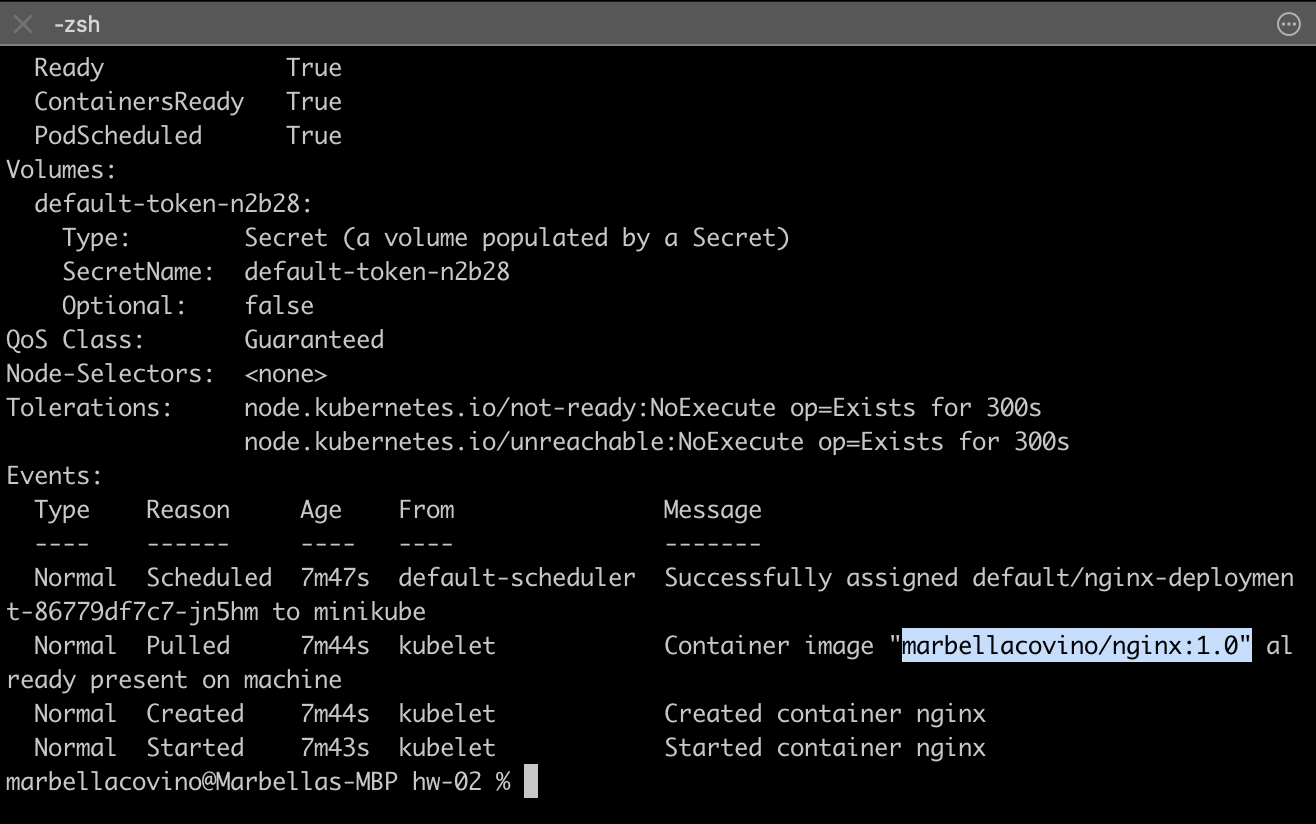 -zsh
  Ready             True
  ContainersReady   True
  PodScheduled      True
Volumes:
  default-token-n2b28:
    Type:        Secret (a volume populated by a Secret)
    SecretName:  default-token-n2b28
    Optional:    false
QoS Class:       Guaranteed
Node-Selectors:  <none>
Tolerations:     node.kubernetes.io/not-ready:NoExecute op=Exists for 300s
                 node.kubernetes.io/unreachable:NoExecute op=Exists for 300s
Events:
  Type    Reason     Age    From               Message
  ----    ------     ----   ----               -------
  Normal  Scheduled  7m47s  default-scheduler  Successfully assigned default/nginx-deploymen
t-86779df7c7-jn5hm to minikube
  Normal  Pulled     7m44s  kubelet            Container image "marbellacovino/nginx:1.0" al
ready present on machine
  Normal  Created    7m44s  kubelet            Created container nginx
  Normal  Started    7m43s  kubelet            Started container nginx
marbellacovino@Marbellas-MBP hw-02 %